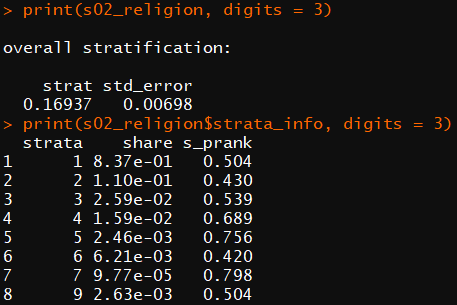 > print(s02_religion, digits = 3)
overall stratification:
strat std_error
0.16937 0.00698
> print(s02_religion$strata_info, digits = 3)
strata share s_prank
1 1 8.37e-01 0.504
2 2 1.10e-01 0.430
3 3 2.59e-02 0.539
4 4 1.59e-02 0.689
5 5 2.46e-03 0.756
6 6 6.21e-03 0.420
7 7 9.77e-05 0.798
8 9 2.63e-03 0.504